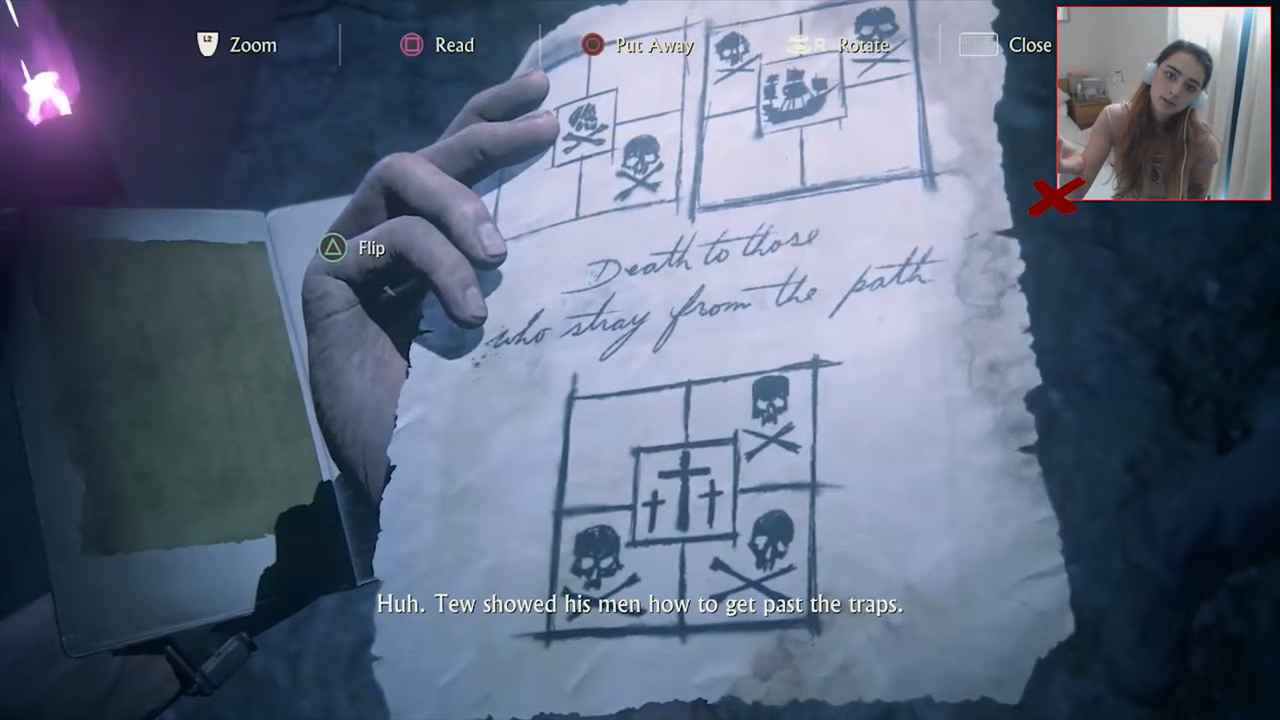 L2 Zoom
Read
Put Away
R Rotate
Close
Flip
Death to those
who stray from the path
Huh. Tew showed his men how to get past the traps.